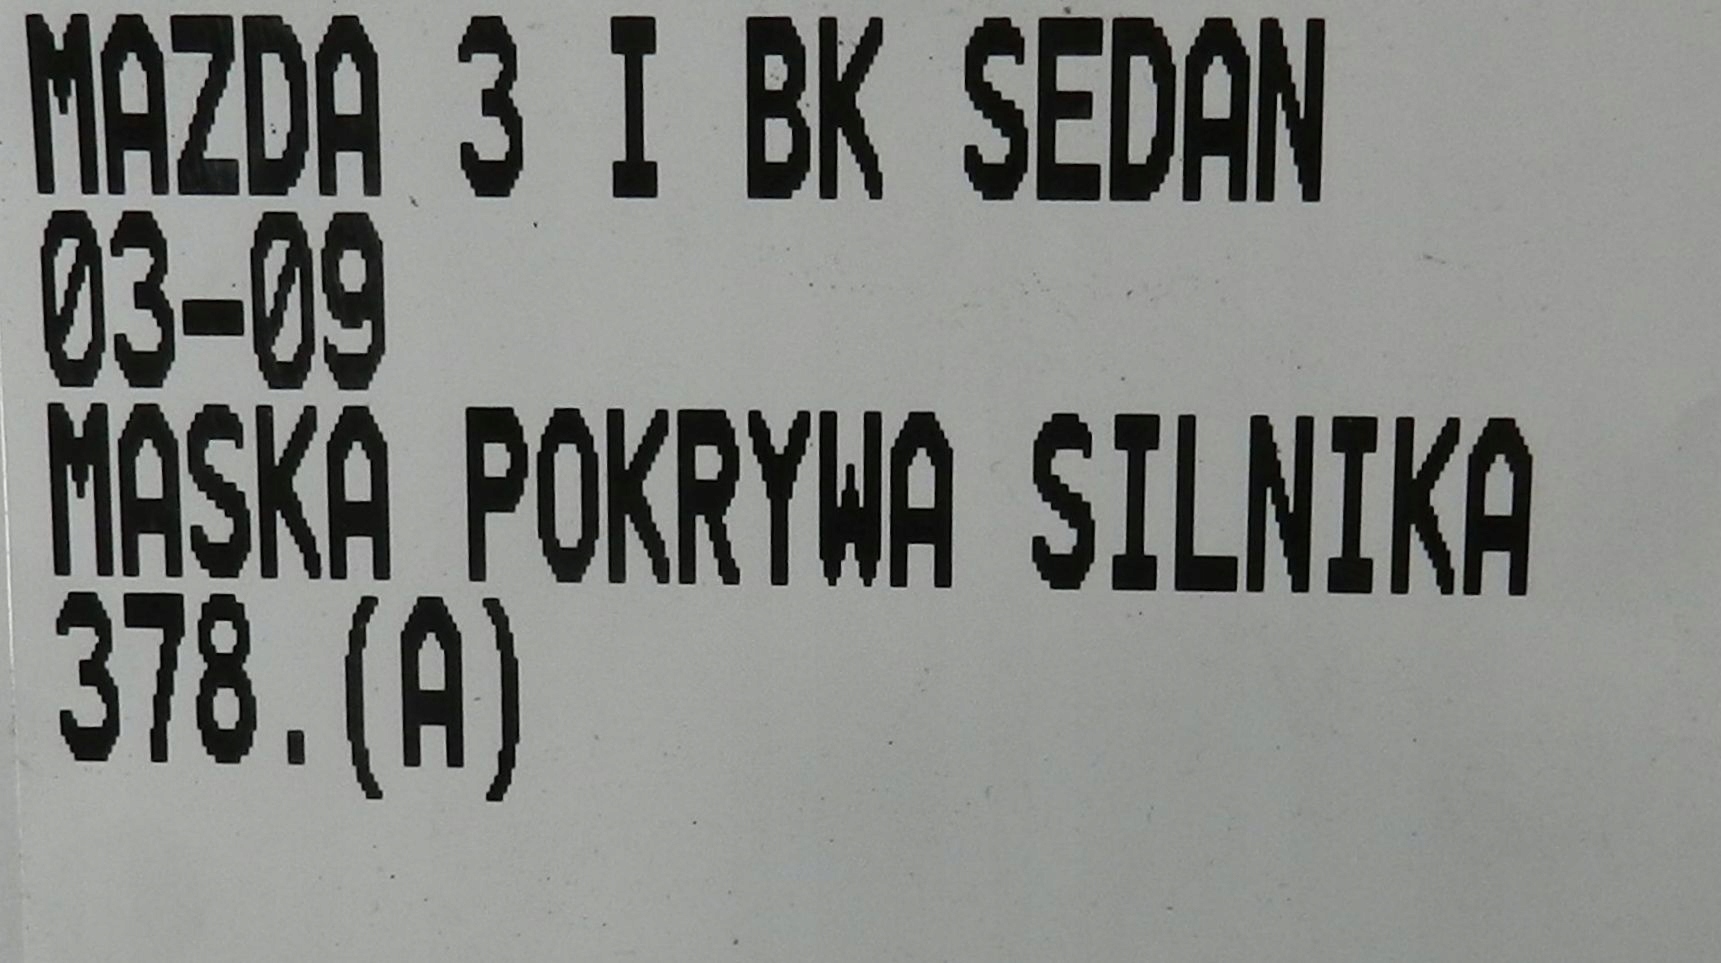 MAZDA 3 I BK SEDAN
03-09
MASKA POKRYWA SILNIKA
378.(A)